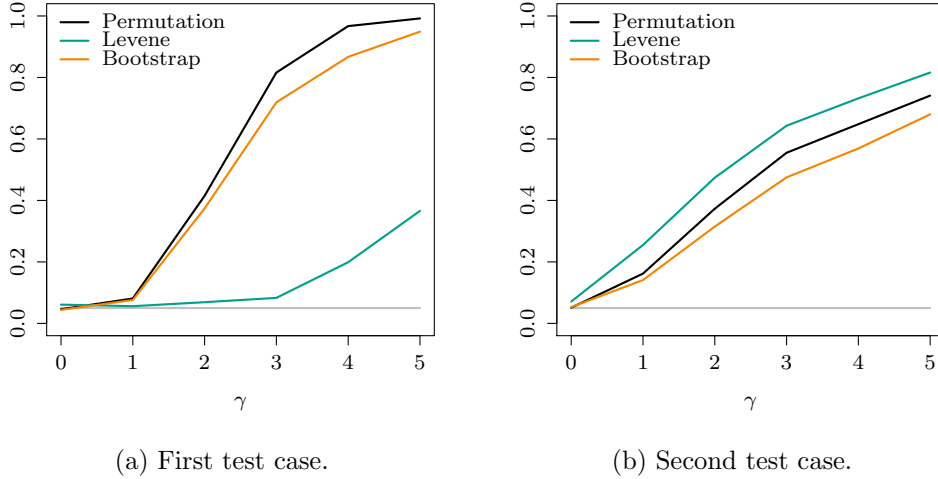 Permutation
Levene
Bootstrap
0.0 0.2 0.4 0.6 0.8 1.0
0 1 2 3 4 5
γ
(a) First test case.
Permutation
Levene
Bootstrap
0.0 0.2 0.4 0.6 0.8 1.0
0 1 2 3 4 5
γ
(b) Second test case.